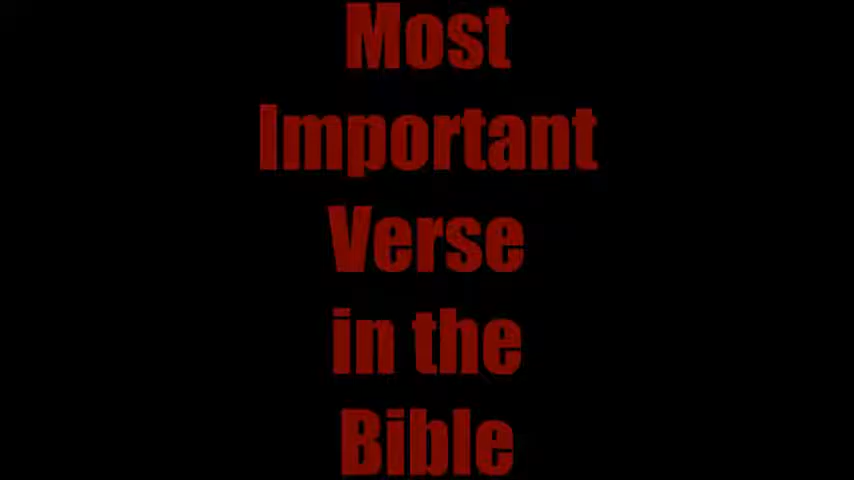 Most
Important
Verse
in the
Bible